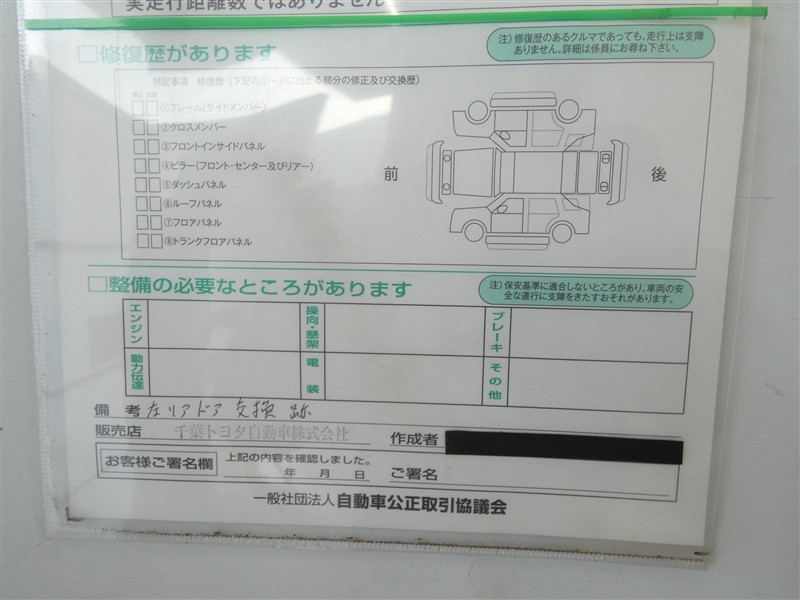 実走行距離数ではありません
□修復歴があります
注）修復歴のあるクルマであっても、走行上は支障
ありません。詳細は係員にお尋ね下さい。
特記事項 修復歴（下記の①〜⑧に当たる部分の修正及び交換歴）
修正 交換
①フレーム（サイドメンバー）
②クロスメンバー
③フロントインサイドパネル
④ピラー（フロント・センター及びリアー）
⑤ダッシュパネル
⑥ルーフパネル
⑦フロアパネル
⑧トランクフロアパネル
前
後
□整備の必要なところがあります
注）保安基準に適合しないところがあり、車両の安
全な運行に支障をきたすおそれがあります。
エンジン
操向・懸架
ブレーキ
動力伝達
電装
その他
備考 左リアドア 交換 跡
販売店 千葉トヨタ自動車株式会社
作成者
お客様ご署名欄
上記の内容を確認しました。
年 月 日
ご署名
一般社団法人 自動車公正取引協議会